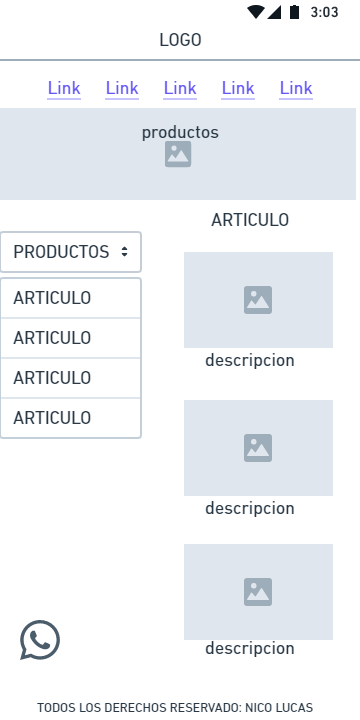 3:03
LOGO
Link Link Link Link Link
productos
ARTICULO
PRODUCTOS
ARTICULO
ARTICULO
ARTICULO
ARTICULO
descripcion
descripcion
descripcion
TODOS LOS DERECHOS RESERVADO: NICO LUCAS